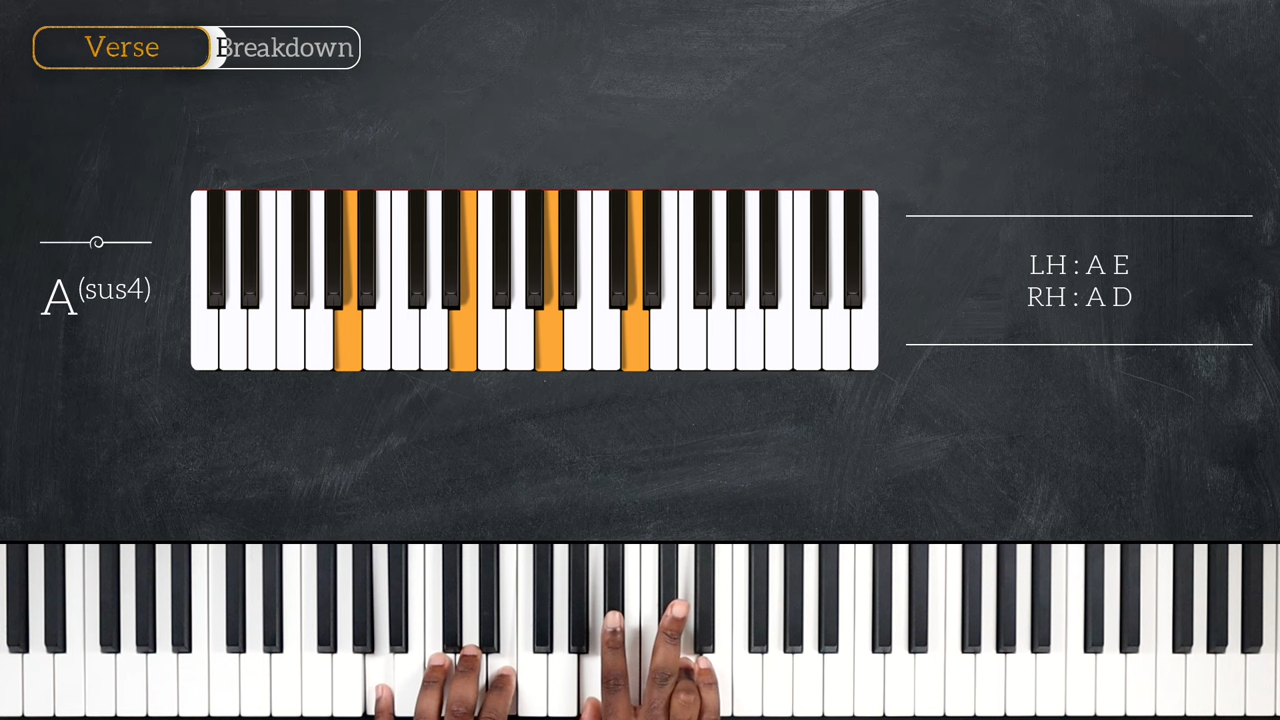 Verse
Breakdown
A(sus4)
LH : A E
RH : A D